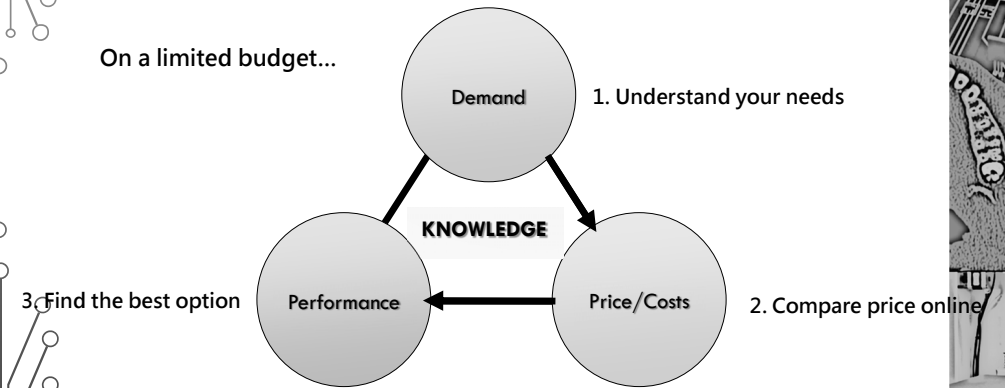 On a limited budget...
Demand
1. Understand your needs
KNOWLEDGE
3. Find the best option
Performance
Price/Costs
2. Compare price online